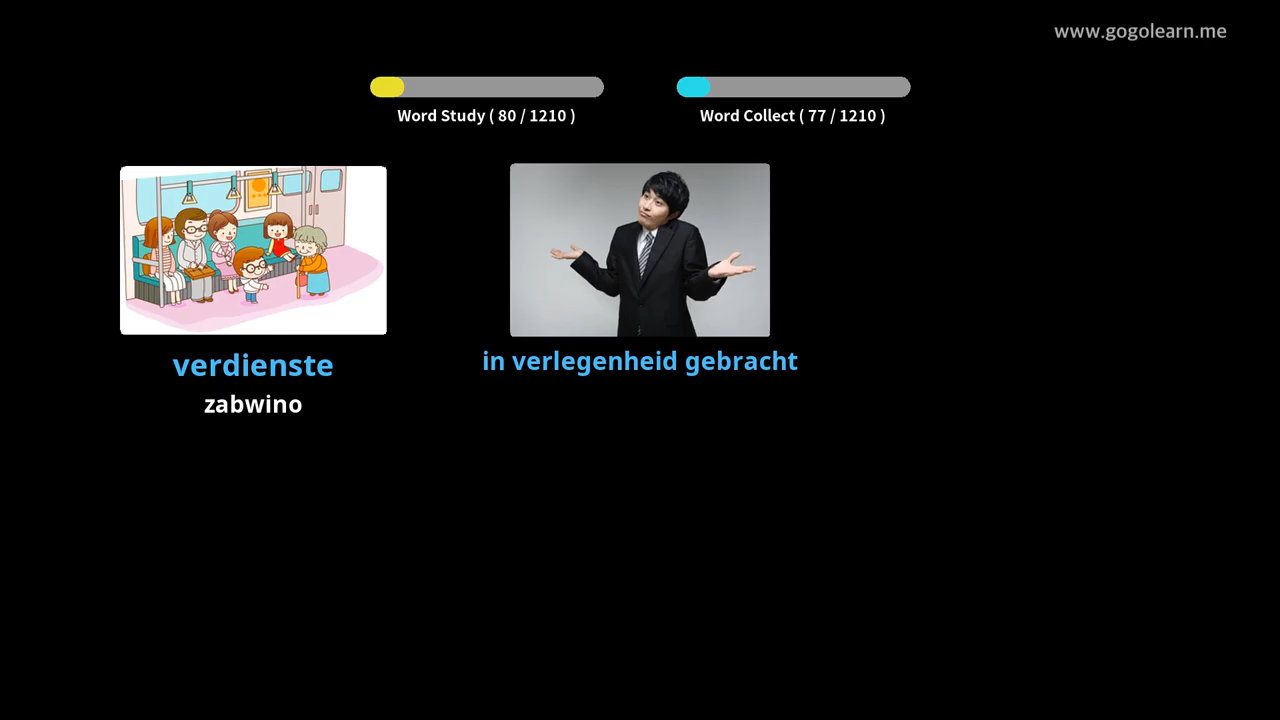 www.gogolearn.me
Word Study ( 80 / 1210 )
Word Collect ( 77 / 1210 )
verdienste
zabwino
in verlegenheid gebracht